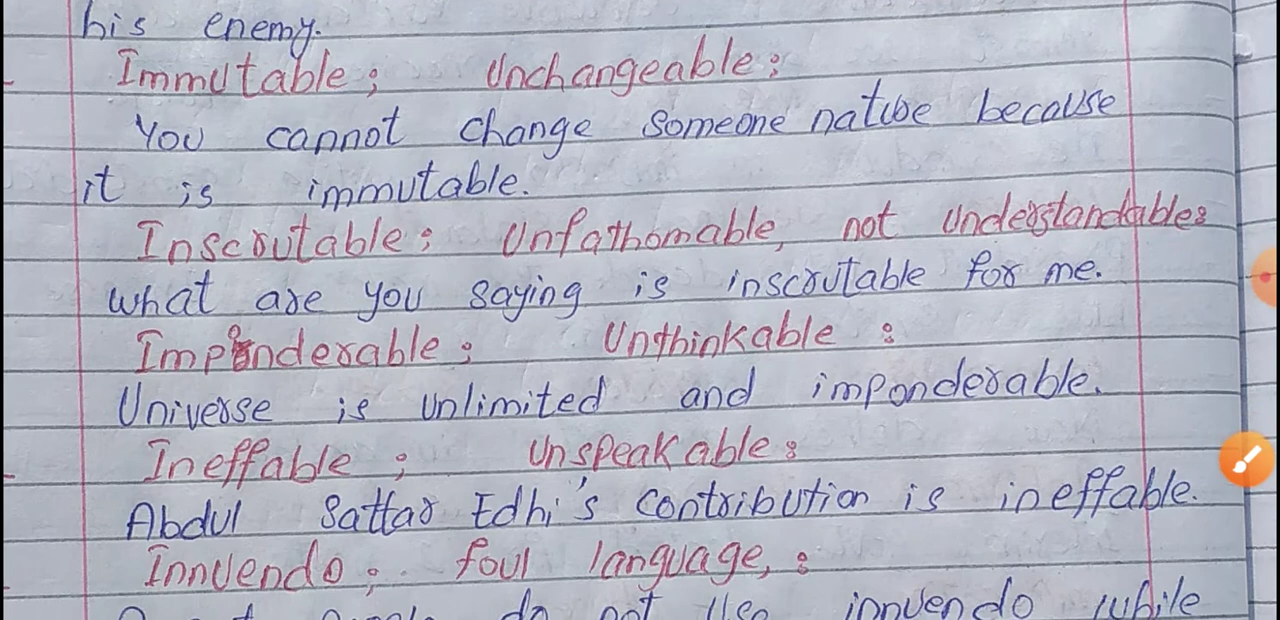 his enemy.
Immutable; Unchangeable:
You cannot change someone nature because
it is immutable.
Inscrutable: Unfathomable, not Understandable:
what are you saying is inscrutable for me.
Imponderable: Unthinkable :
Universe is unlimited and imponderable.
Ineffable ; Unspeakable:
Abdul Sattar Edhi's contribution is ineffable.
Innuendo: foul language, :
do not use innuendo while